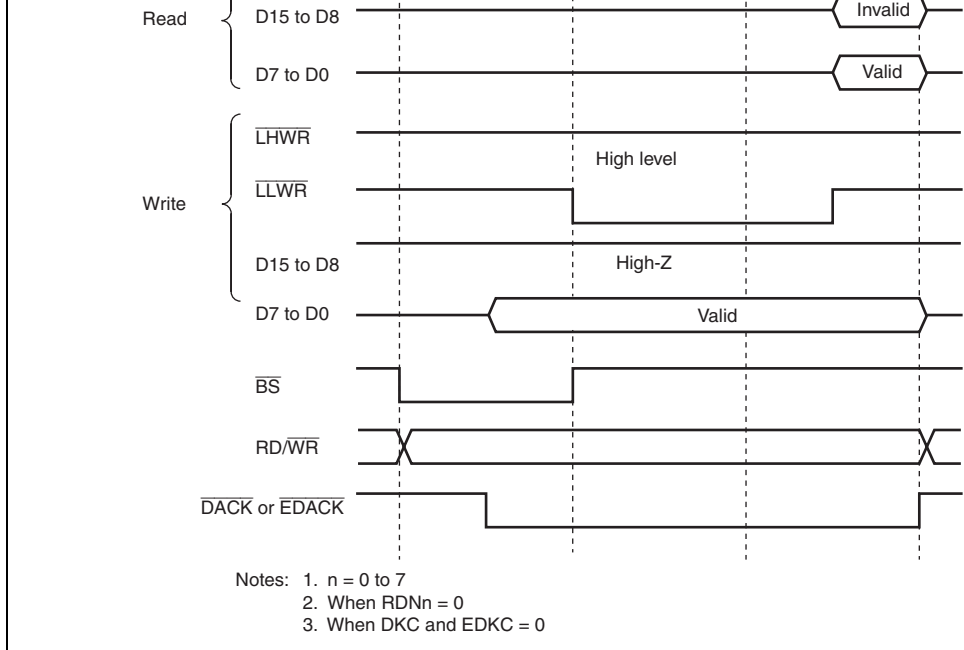 Read
D15 to D8
Invalid
D7 to D0
Valid
LHWR
High level
Write
LLWR
D15 to D8
High-Z
D7 to D0
Valid
BS
RD/WR
DACK or EDACK
Notes: 1. n = 0 to 7
2. When RDNn = 0
3. When DKC and EDKC = 0